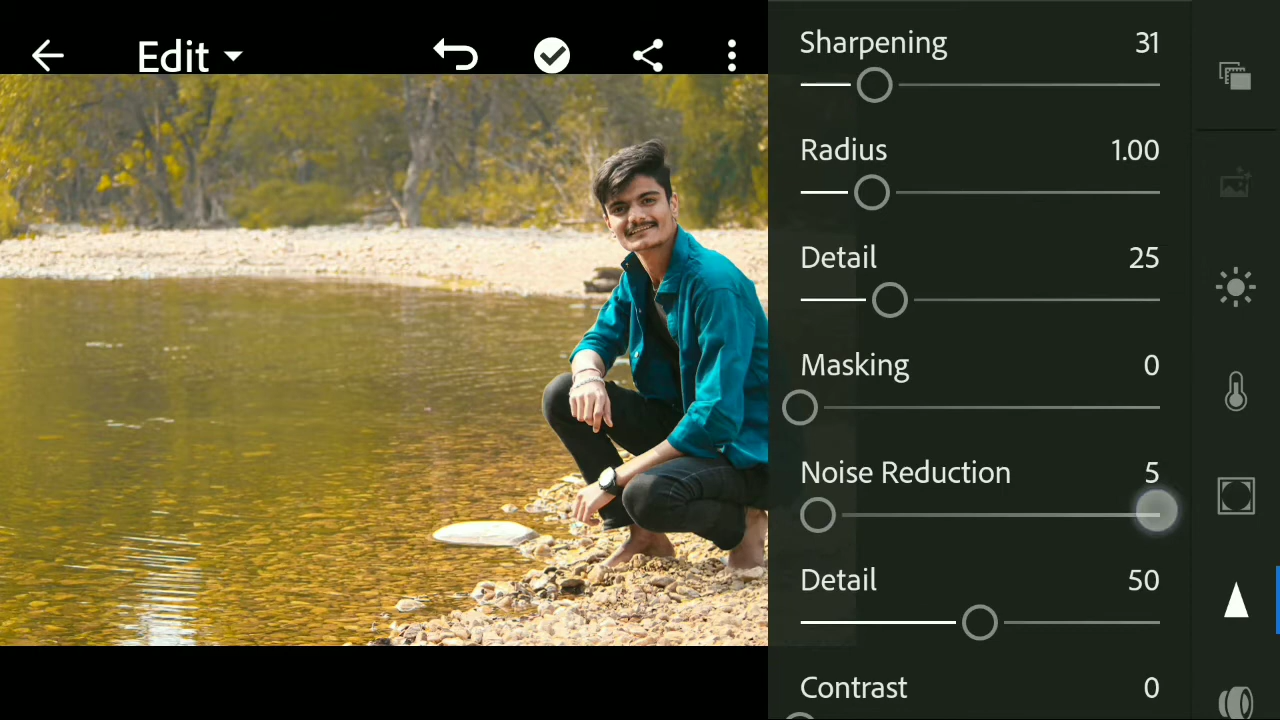 Edit
Sharpening 31
Radius 1.00
Detail 25
Masking 0
Noise Reduction 5
Detail 50
Contrast 0